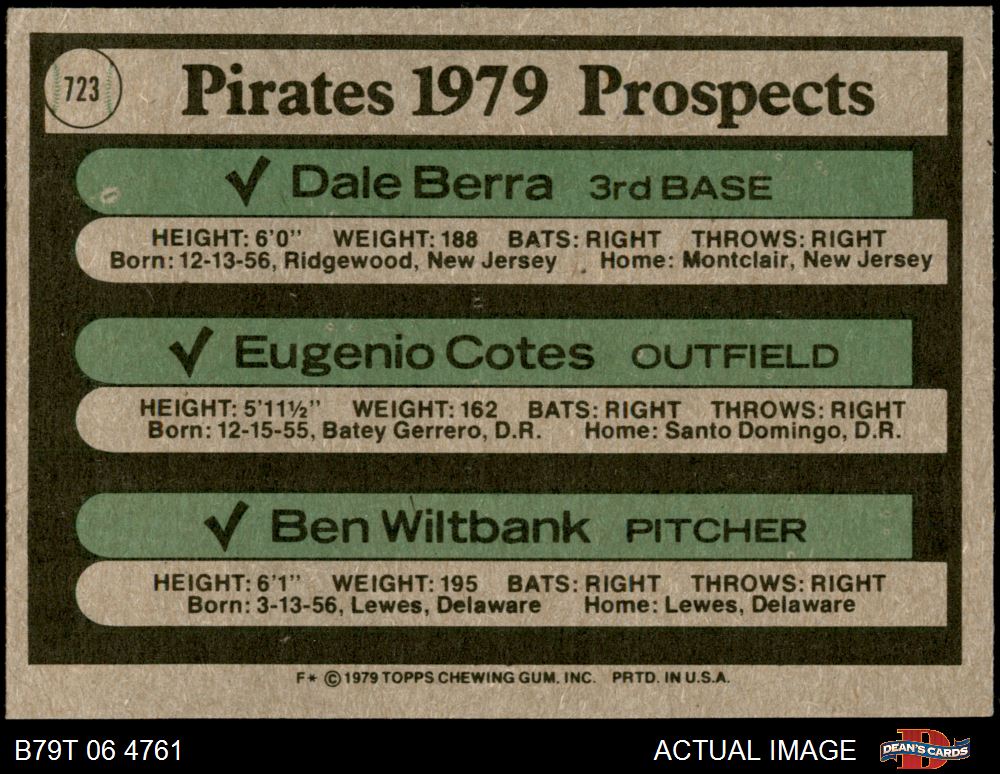 723
Pirates 1979 Prospects
✓ Dale Berra 3rd BASE
HEIGHT: 6'0" WEIGHT: 188 BATS: RIGHT THROWS: RIGHT
Born: 12-13-56, Ridgewood, New Jersey Home: Montclair, New Jersey
✓ Eugenio Cotes OUTFIELD
HEIGHT: 5'11½" WEIGHT: 162 BATS: RIGHT THROWS: RIGHT
Born: 12-15-55, Batey Gerrero, D.R. Home: Santo Domingo, D.R.
✓ Ben Wiltbank PITCHER
HEIGHT: 6'1" WEIGHT: 195 BATS: RIGHT THROWS: RIGHT
Born: 3-13-56, Lewes, Delaware Home: Lewes, Delaware
F* ©1979 TOPPS CHEWING GUM. INC. PRTD. IN U.S.A.
B79T 06 4761 ACTUAL IMAGE DEAN'S CARDS